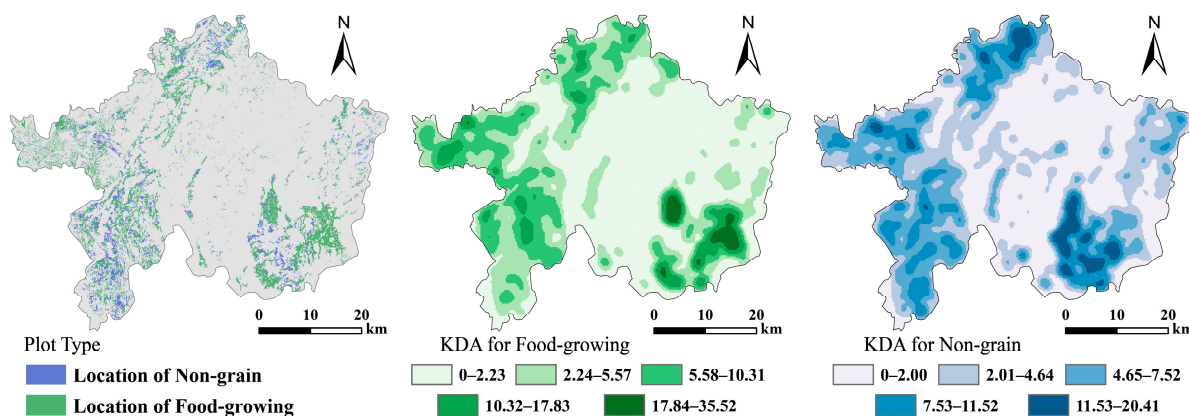 N
N
N
0 10 20
km
0 10 20
km
0 10 20
km
Plot Type
Location of Non-grain
Location of Food-growing
KDA for Food-growing
0–2.23 2.24–5.57 5.58–10.31
10.32–17.83 17.84–35.52
KDA for Non-grain
0–2.00 2.01–4.64 4.65–7.52
7.53–11.52 11.53–20.41